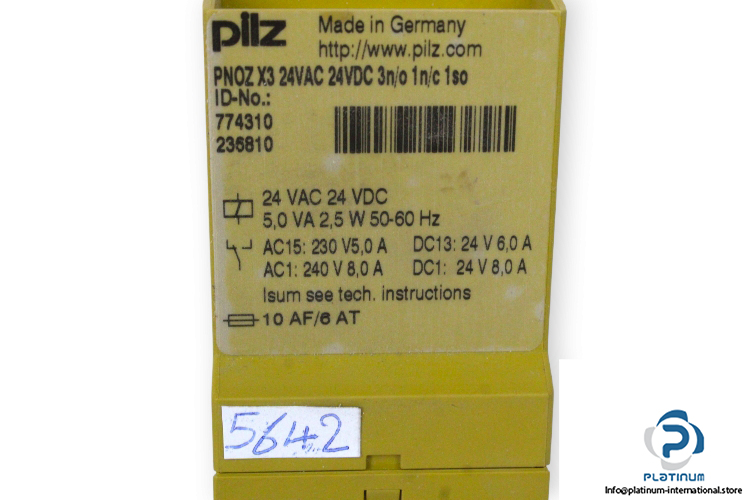 pilz
Made in Germany
http://www.pilz.com
PNOZ X3 24VAC 24VDC 3n/o 1n/c 1so
ID-No.:
774310
236810
24 VAC 24 VDC
5,0 VA 2,5 W 50-60 Hz
AC15: 230 V5,0 A DC13: 24 V 6,0 A
AC1: 240 V 8,0 A DC1: 24 V 8,0 A
Isum see tech. instructions
10 AF/6 AT
5642
PLATINUM
Info@platinum-international.store